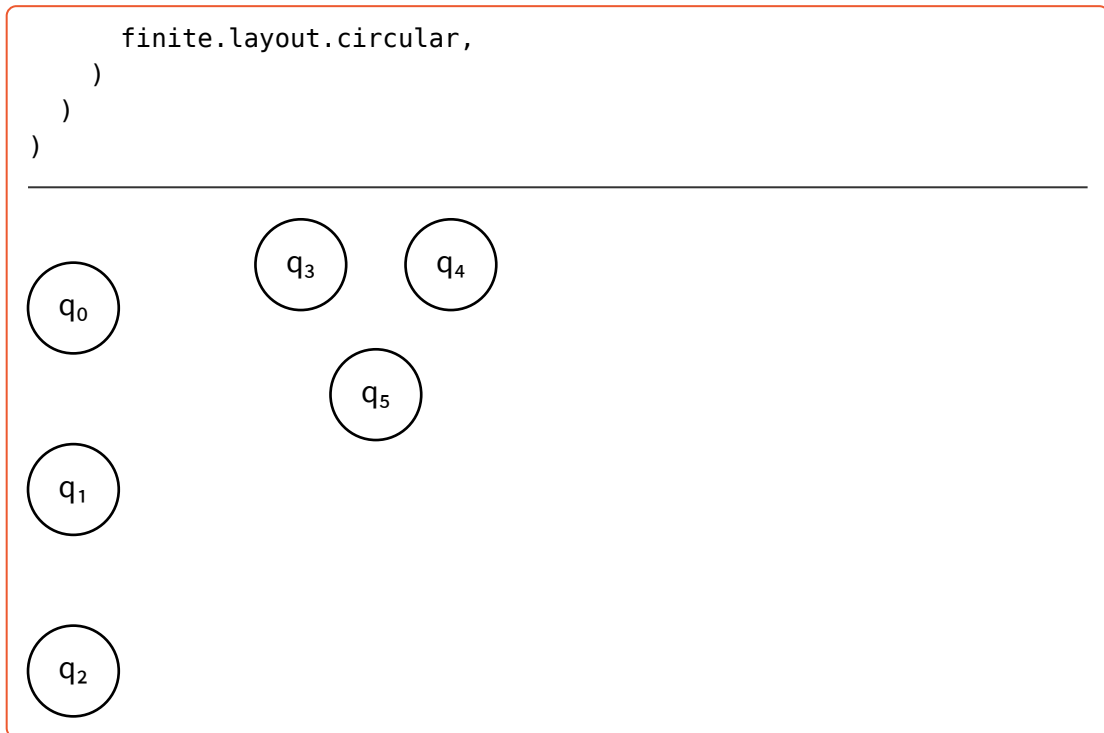 finite.layout.circular,
)
)
)
q₃ q₄
q₀
q₅
q₁
q₂